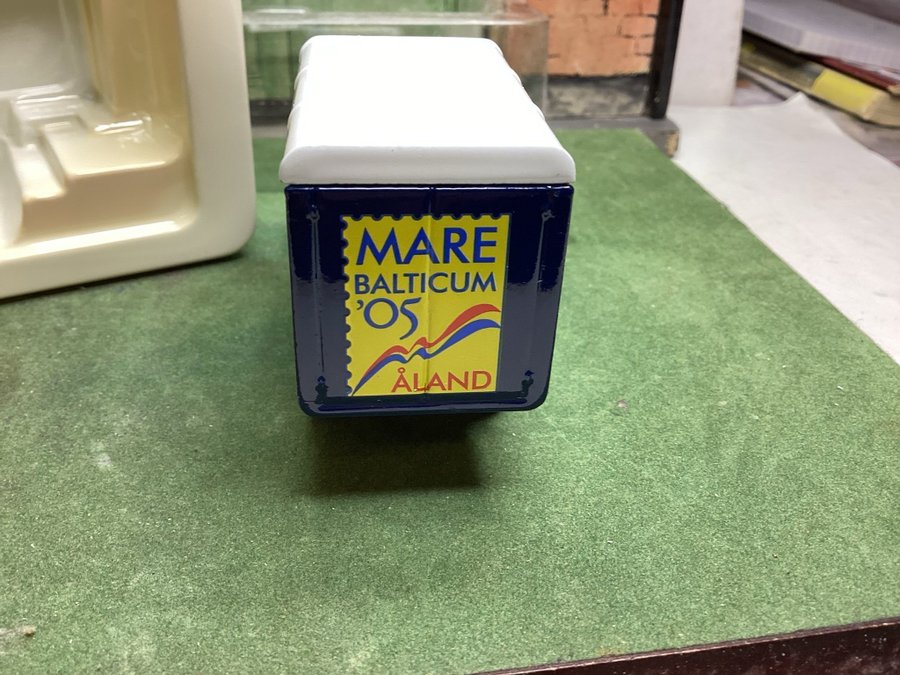 MARE
BALTICUM
'05
ÅLAND